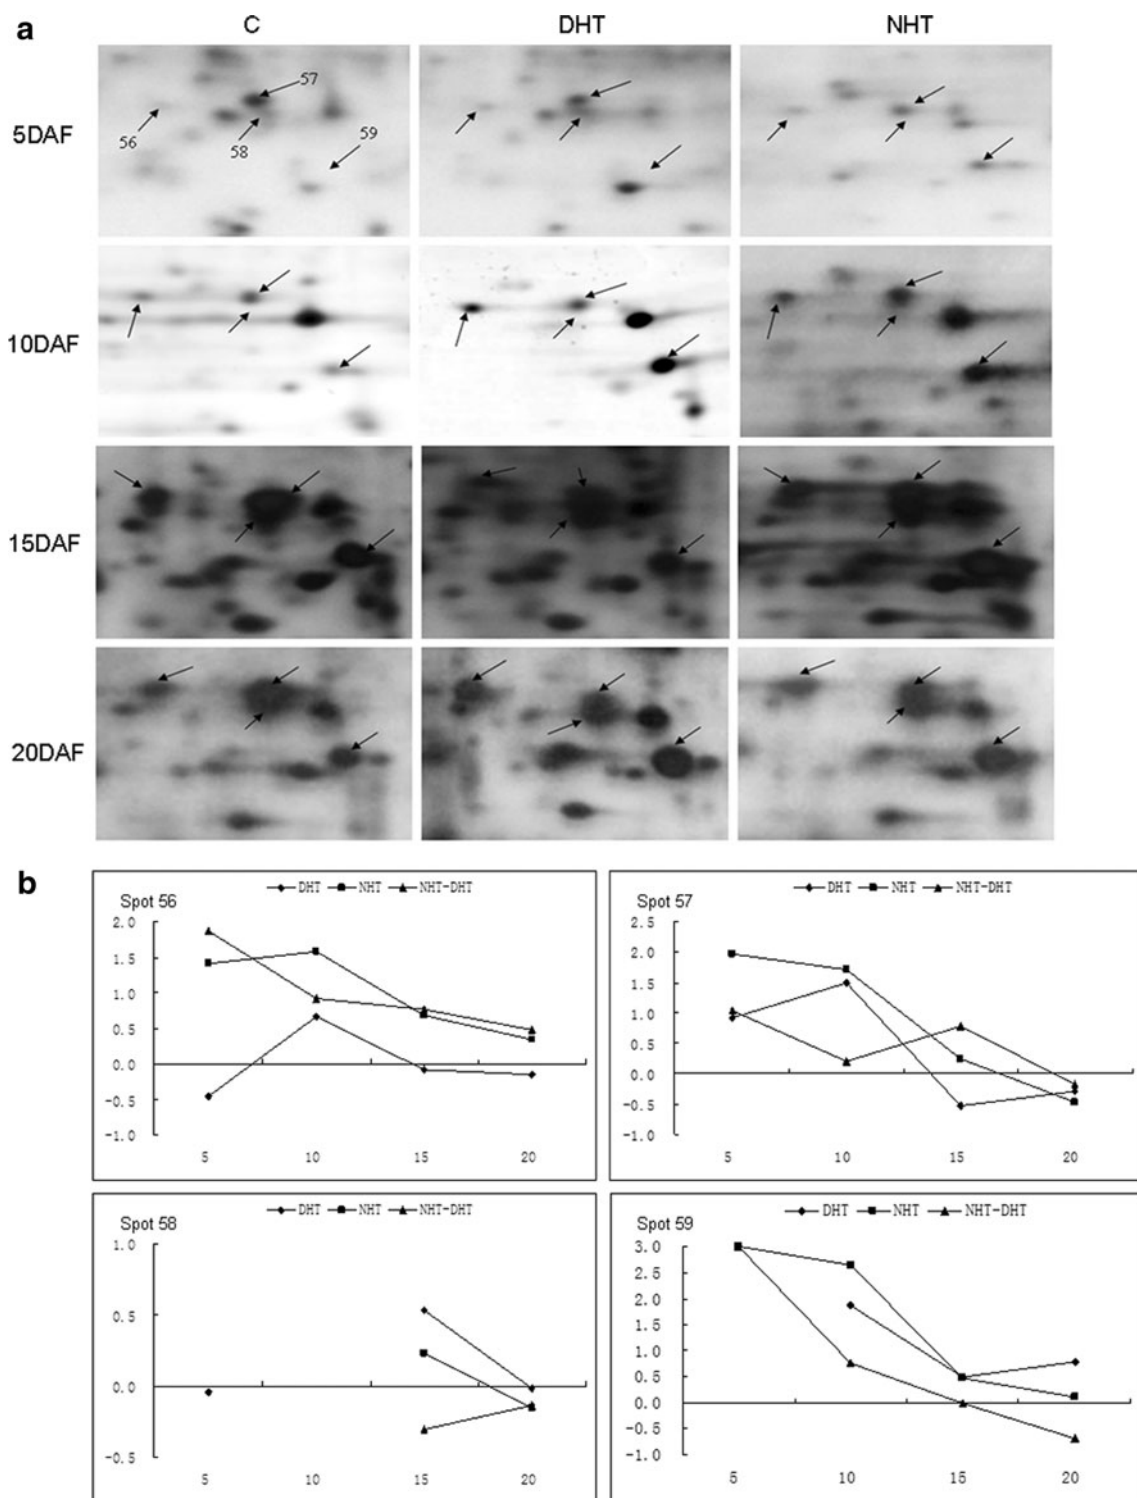 a
C DHT NHT
5DAF
57
56
58
59
10DAF
15DAF
20DAF
b
DHT NHT NHT-DHT
Spot 56
2.0
1.5
1.0
0.5
0.0
-0.5
-1.0
5 10 15 20
DHT NHT NHT-DHT
Spot 57
2.5
2.0
1.5
1.0
0.5
0.0
-0.5
-1.0
5 10 15 20
DHT NHT NHT-DHT
Spot 58
1.0
0.5
0.0
-0.5
5 10 15 20
DHT NHT NHT-DHT
Spot 59
3.0
2.5
2.0
1.5
1.0
0.5
0.0
-0.5
-1.0
5 10 15 20